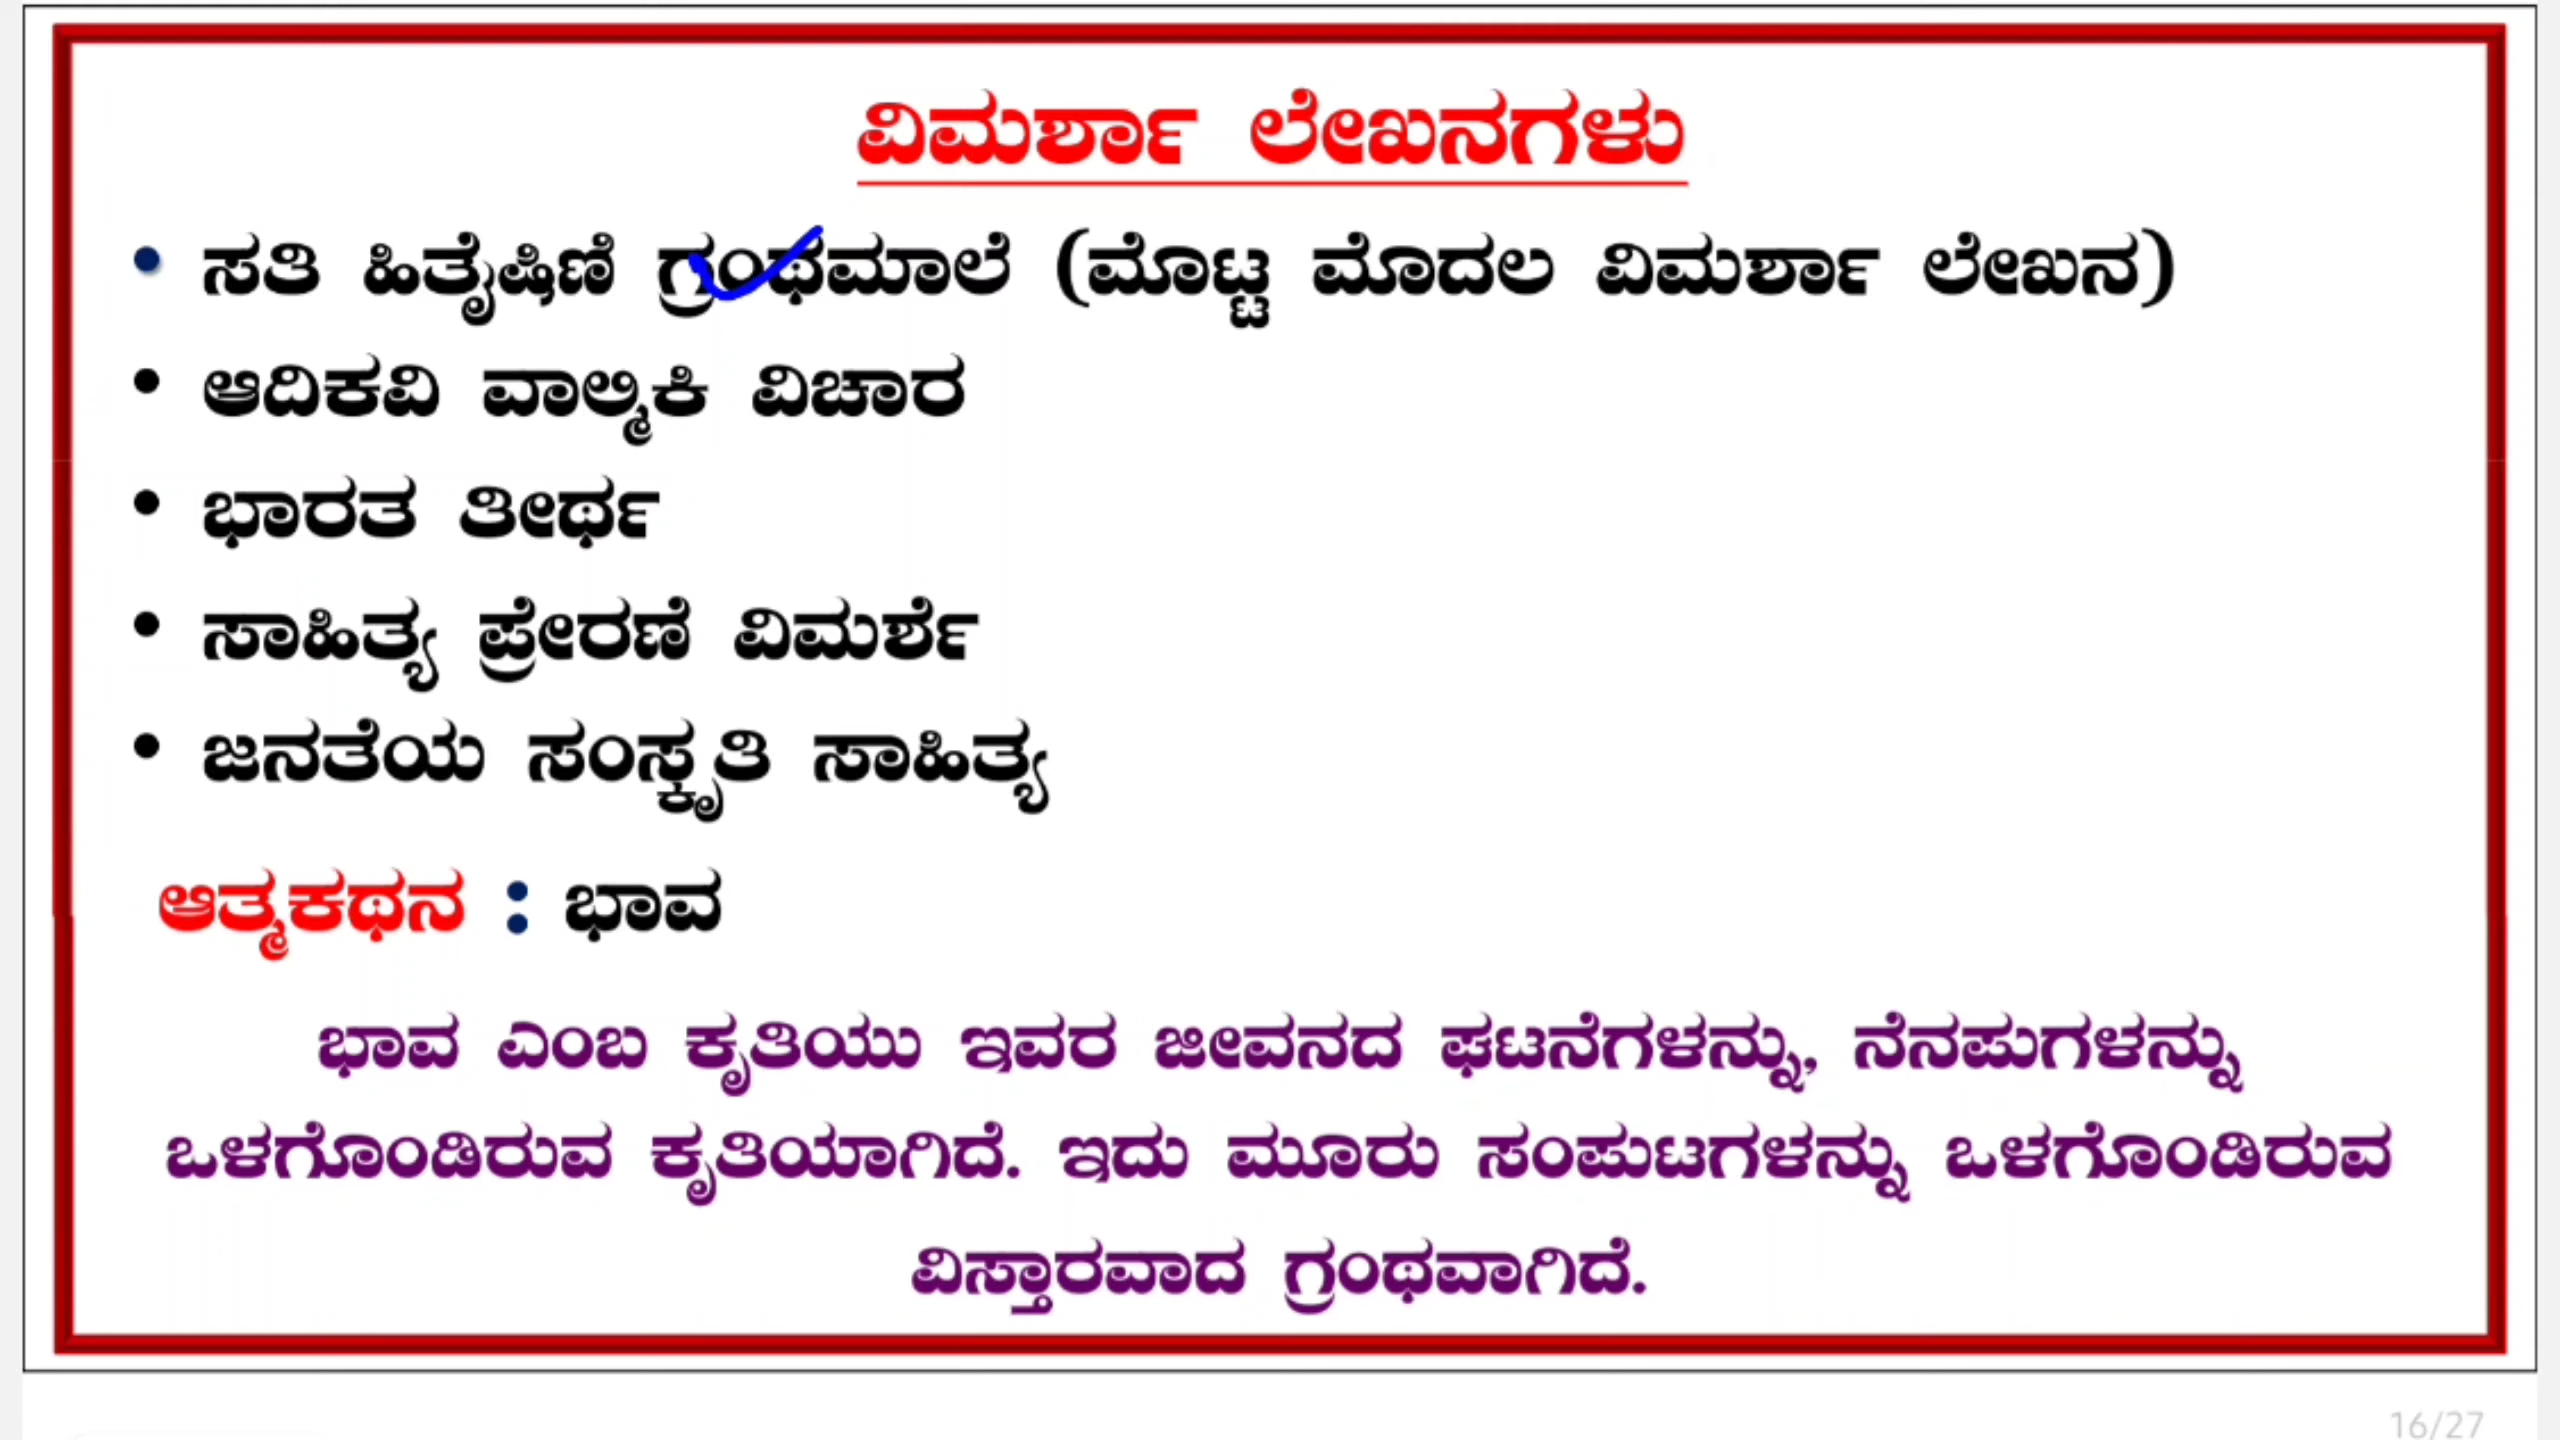 ವಿಮರ್ಶಾ ಲೇಖನಗಳು
• ಸತಿ ಹಿತೈಷಿಣಿ ಗ್ರಂಥಮಾಲೆ (ಮೊಟ್ಟ ಮೊದಲ ವಿಮರ್ಶಾ ಲೇಖನ)
• ಆದಿಕವಿ ವಾಲ್ಮಿಕಿ ವಿಚಾರ
• ಭಾರತ ತೀರ್ಥ
• ಸಾಹಿತ್ಯ ಪ್ರೇರಣೆ ವಿಮರ್ಶೆ
• ಜನತೆಯ ಸಂಸ್ಕೃತಿ ಸಾಹಿತ್ಯ
ಆತ್ಮಕಥನ : ಭಾವ
ಭಾವ ಎಂಬ ಕೃತಿಯು ಇವರ ಜೀವನದ ಘಟನೆಗಳನ್ನು, ನೆನಪುಗಳನ್ನು
ಒಳಗೊಂಡಿರುವ ಕೃತಿಯಾಗಿದೆ. ಇದು ಮೂರು ಸಂಪುಟಗಳನ್ನು ಒಳಗೊಂಡಿರುವ
ವಿಸ್ತಾರವಾದ ಗ್ರಂಥವಾಗಿದೆ.
16/27